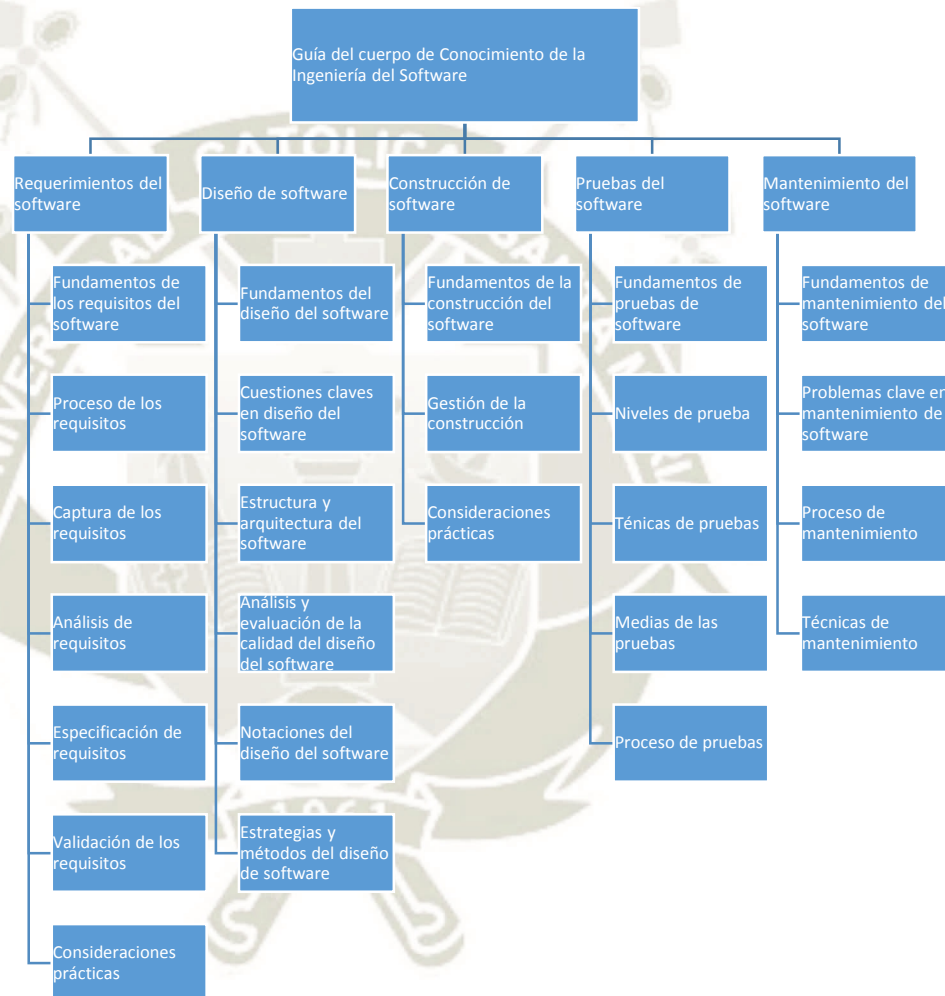 Guía del cuerpo de Conocimiento de la
Ingeniería del Software
Requerimientos del
software
Fundamentos de
los requisitos del
software
Proceso de los
requisitos
Captura de los
requisitos
Análisis de
requisitos
Especificación de
requisitos
Validación de los
requisitos
Consideraciones
prácticas
Diseño de software
Fundamentos del
diseño del software
Cuestiones claves
en diseño del
software
Estructura y
arquitectura del
software
Análisis y
evaluación de la
calidad del diseño
del software
Notaciones del
diseño del software
Estrategias y
métodos del diseño
de software
Construcción de
software
Fundamentos de la
construcción del
software
Gestión de la
construcción
Consideraciones
prácticas
Pruebas del
software
Fundamentos de
pruebas de
software
Niveles de prueba
Ténicas de pruebas
Medias de las
pruebas
Proceso de pruebas
Mantenimiento del
software
Fundamentos de
mantenimiento del
software
Problemas clave en
mantenimiento de
software
Proceso de
mantenimiento
Técnicas de
mantenimiento
1961